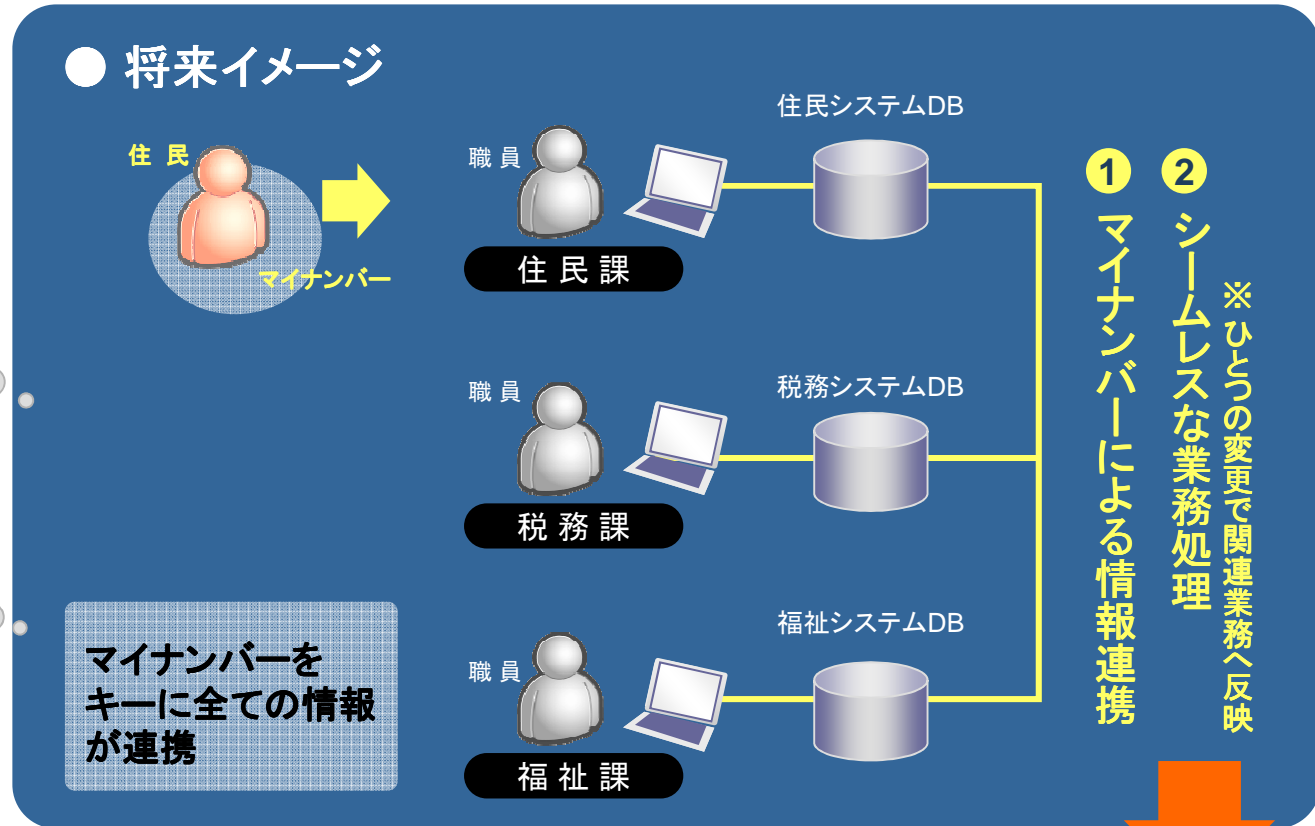 ● 将来イメージ
住 民
マイナンバー
職 員
住民システムDB
住 民 課
職 員
税務システムDB
税 務 課
職 員
福祉システムDB
福 祉 課
マイナンバーを
キーに全ての情報
が連携
1 マイナンバーによる情報連携
2 シームレスな業務処理
※ひとつの変更で関連業務へ反映